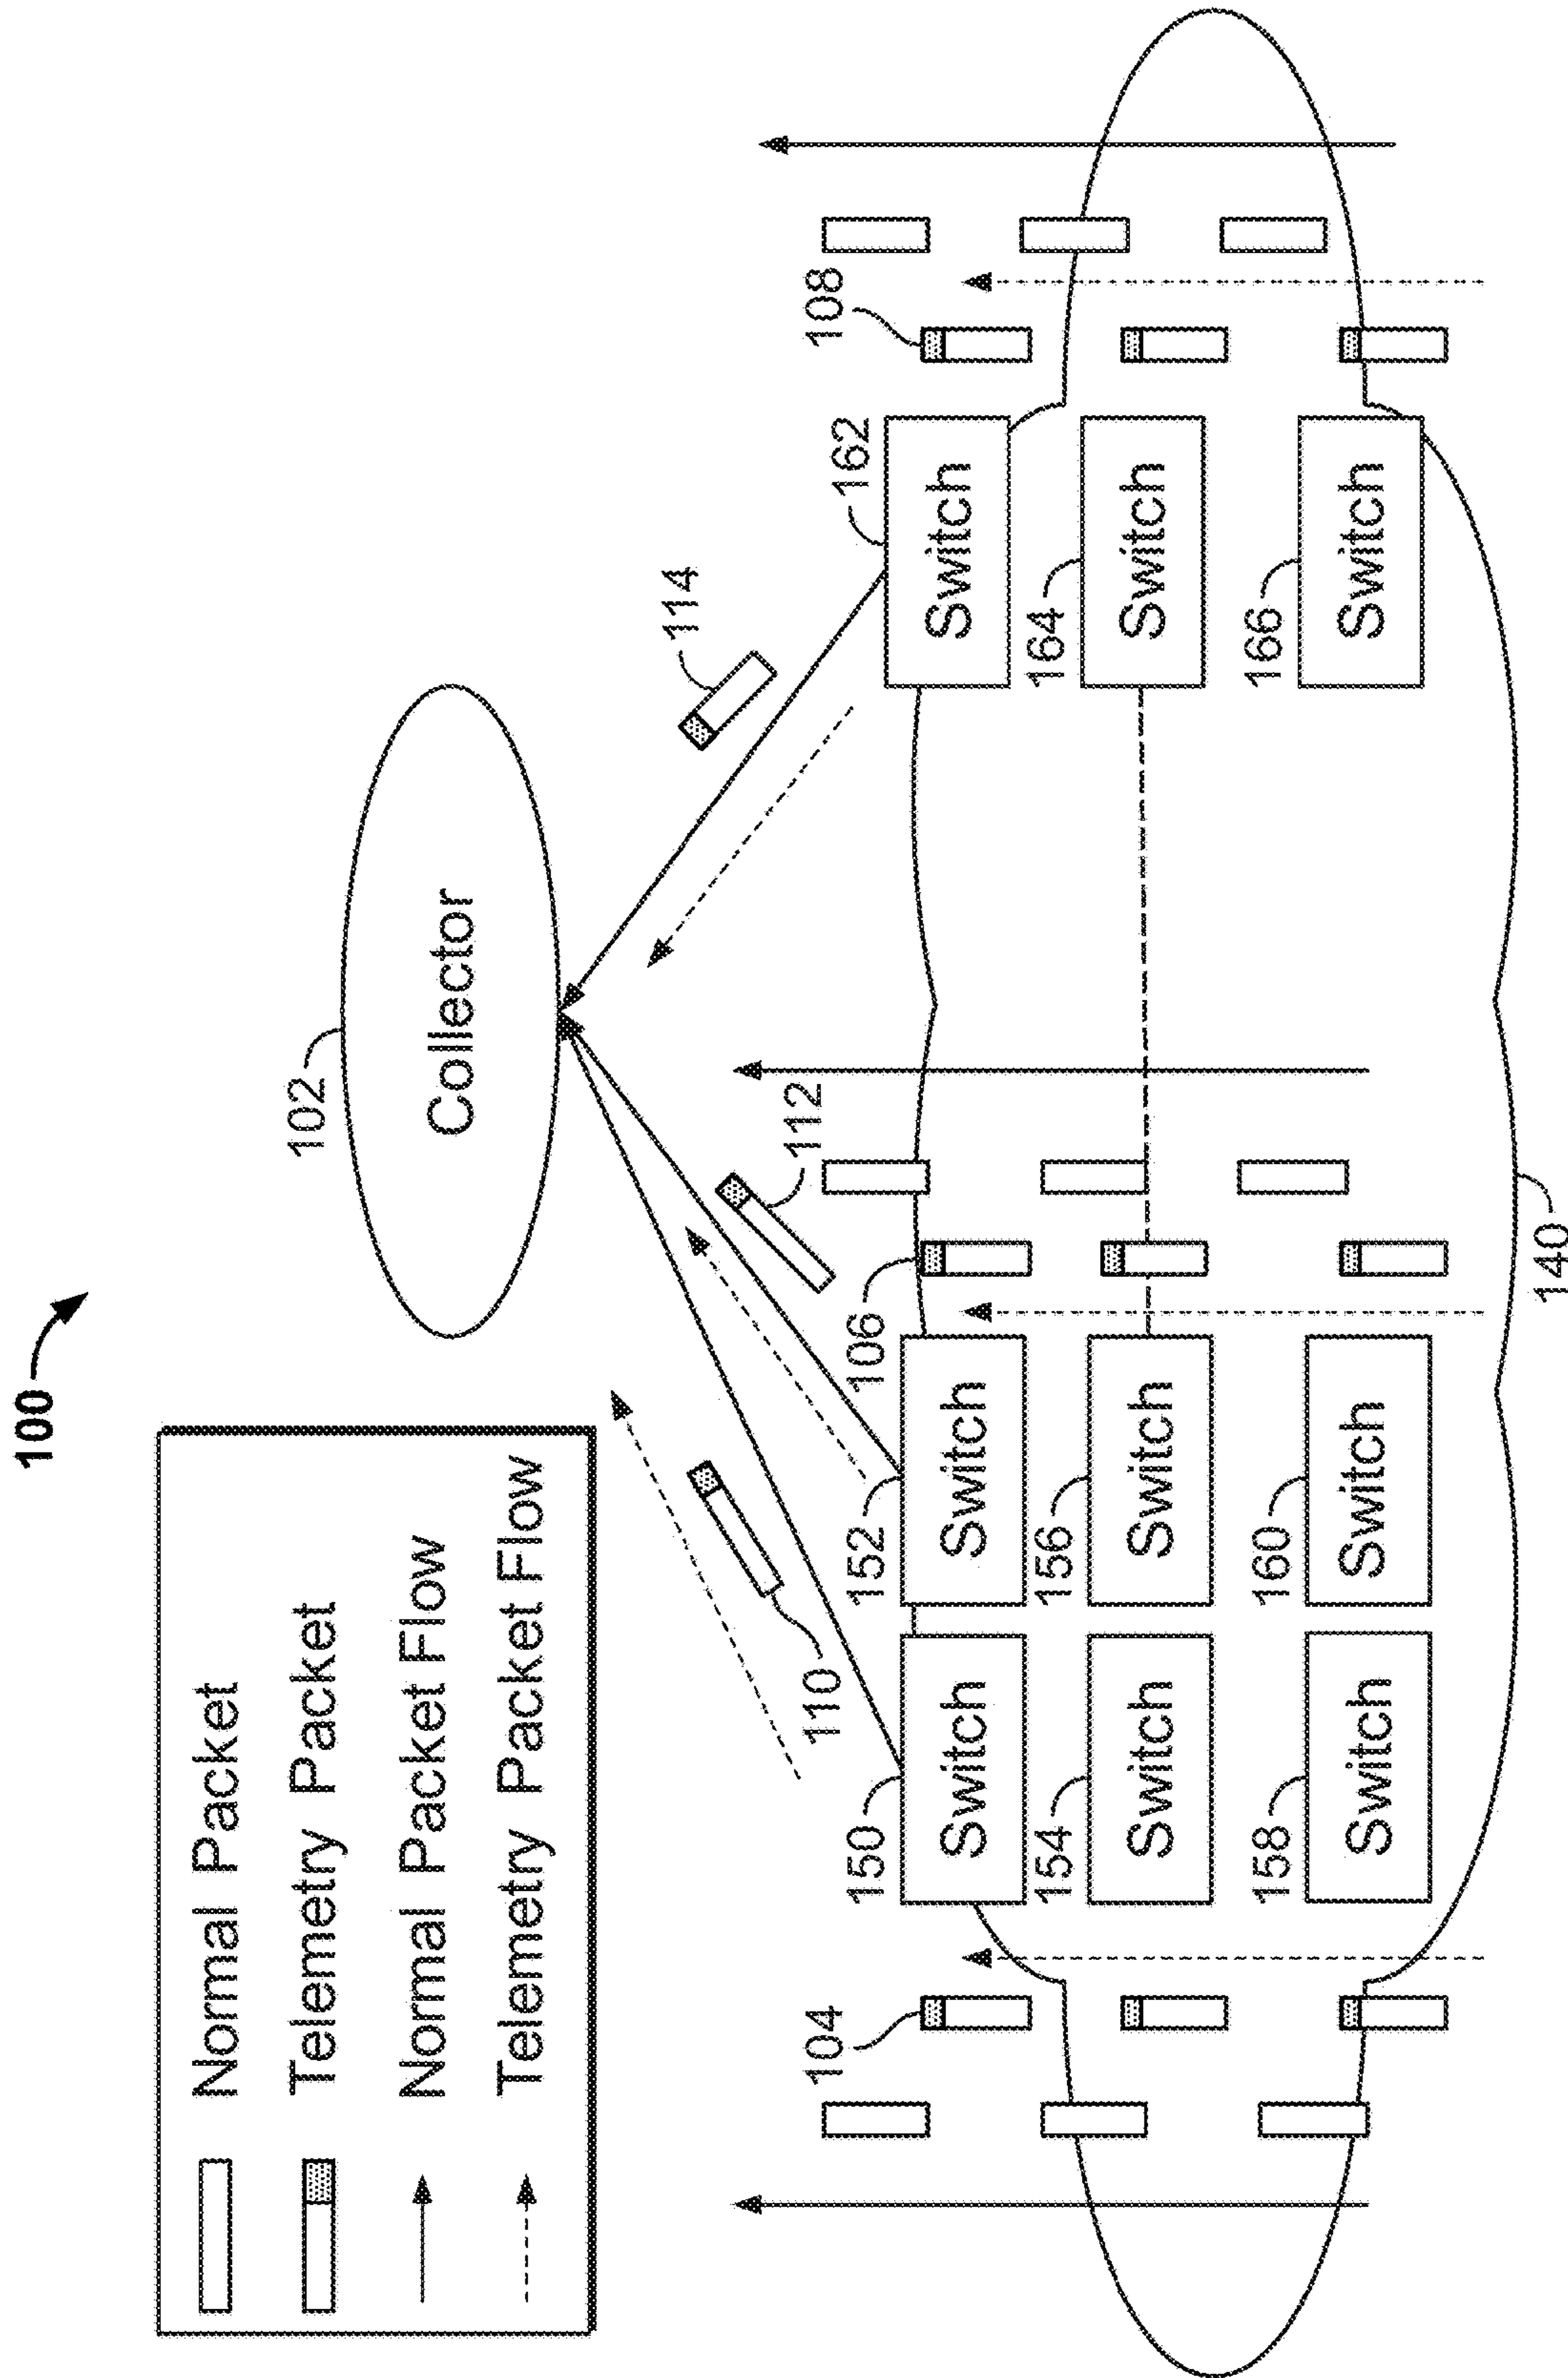 100
Normal Packet
Telemetry Packet
Normal Packet Flow
Telemetry Packet Flow
102
Collector
110
112
114
104
150
Switch
152
Switch
106
162
Switch
108
154
Switch
156
Switch
164
Switch
158
Switch
160
Switch
166
Switch
140